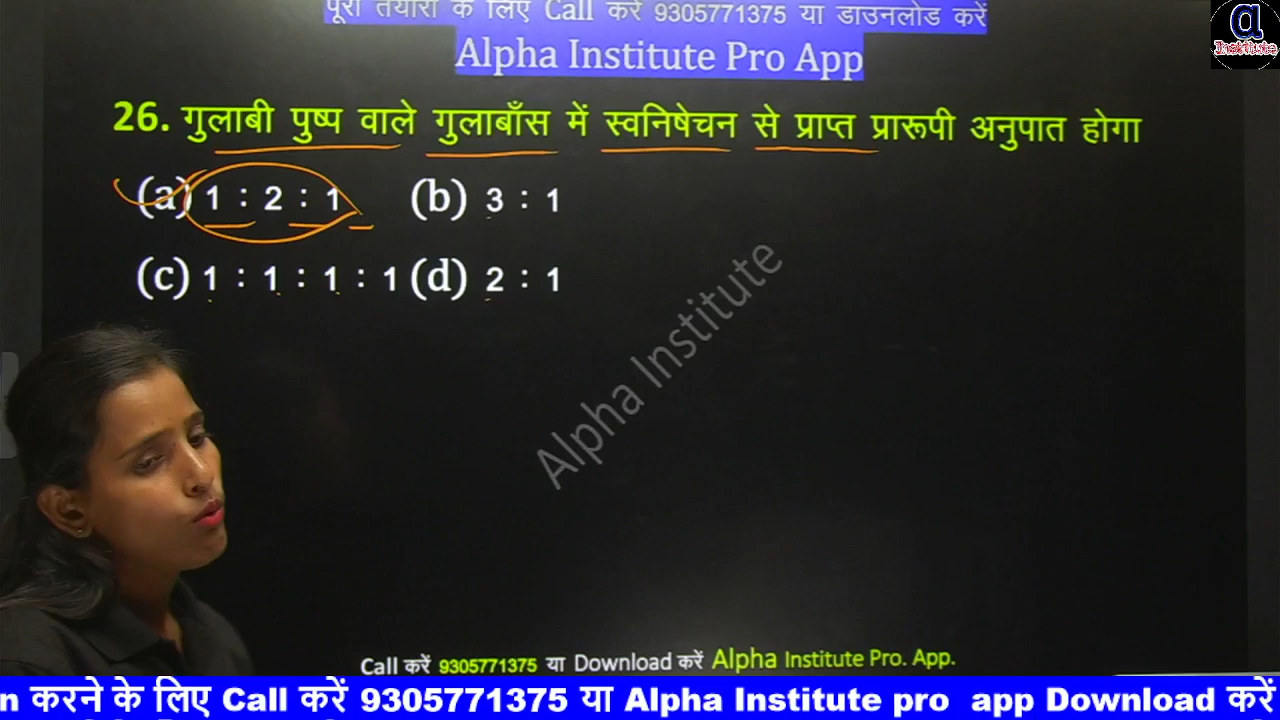 पूरी तैयारी के लिए Call करें 9305771375 या डाउनलोड करें
Alpha Institute Pro App
α
Institute
26. गुलाबी पुष्प वाले गुलाबाँस में स्वनिषेचन से प्राप्त प्रारूपी अनुपात होगा
(a) 1 : 2 : 1 (b) 3 : 1
(c) 1 : 1 : 1 : 1 (d) 2 : 1
Alpha Institute
Call करें 9305771375 या Download करें Alpha Institute Pro. App.
n करने के लिए Call करें 9305771375 या Alpha Institute pro app Download करें